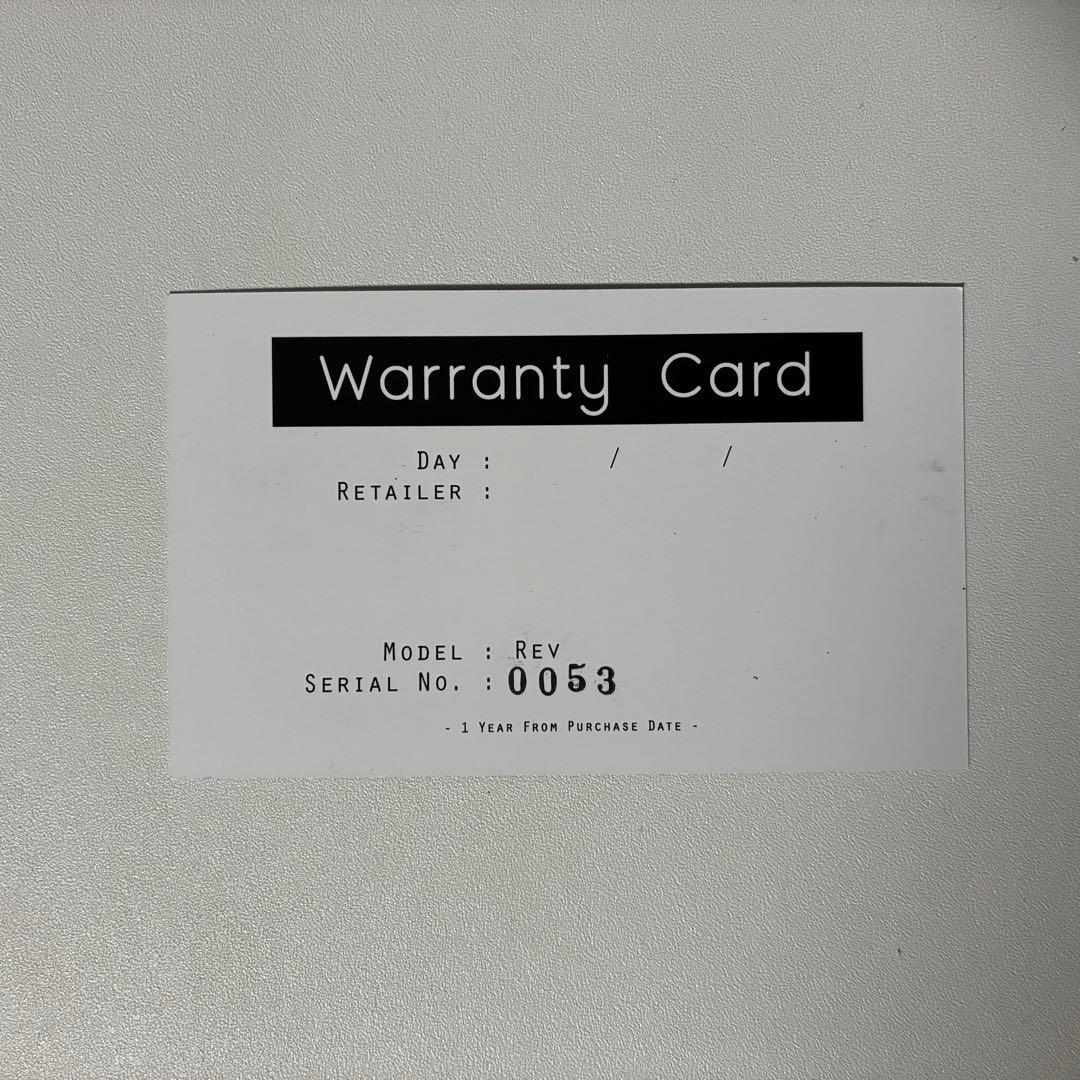 Warranty Card
Day : / /
Retailer :
Model : Rev
Serial No. : 0053
- 1 Year From Purchase Date -